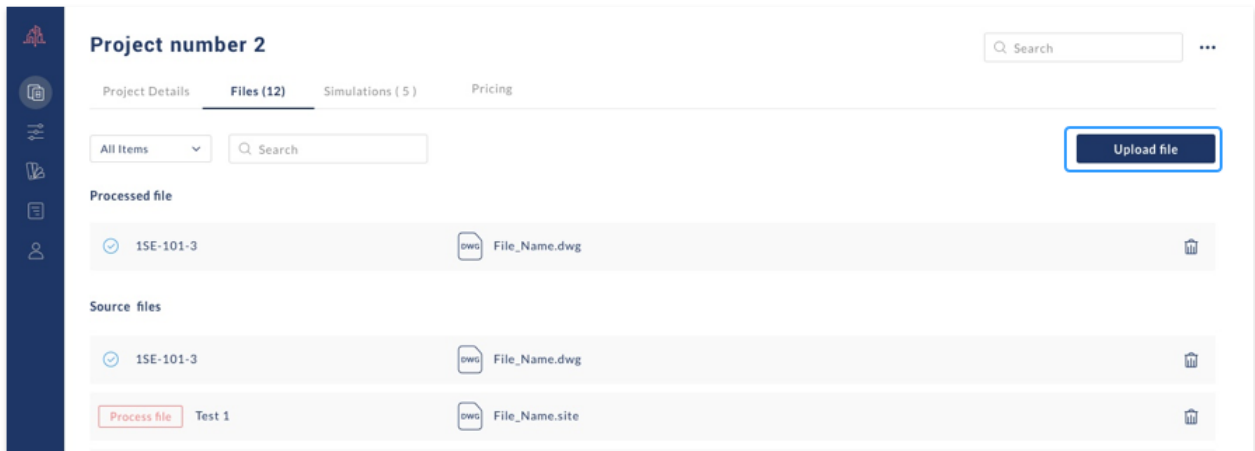 Project number 2
Search
Project Details Files (12) Simulations ( 5 ) Pricing
All Items Search Upload file
Processed file
1SE-101-3 DWG File_Name.dwg
Source files
1SE-101-3 DWG File_Name.dwg
Process file Test 1 DWG File_Name.site